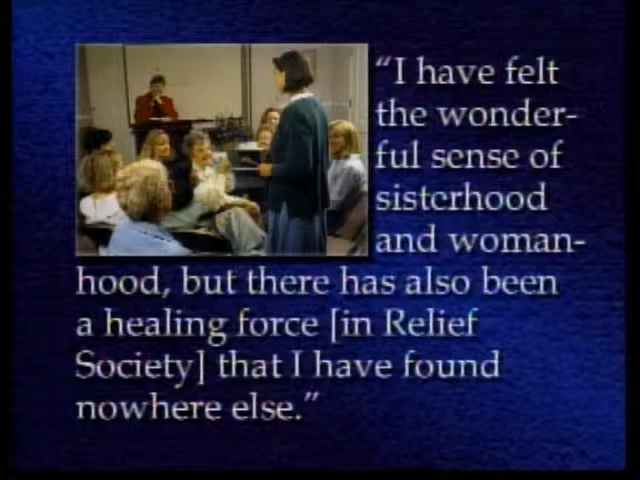 “I have felt
the wonder-
ful sense of
sisterhood
and woman-
hood, but there has also been
a healing force [in Relief
Society] that I have found
nowhere else.”